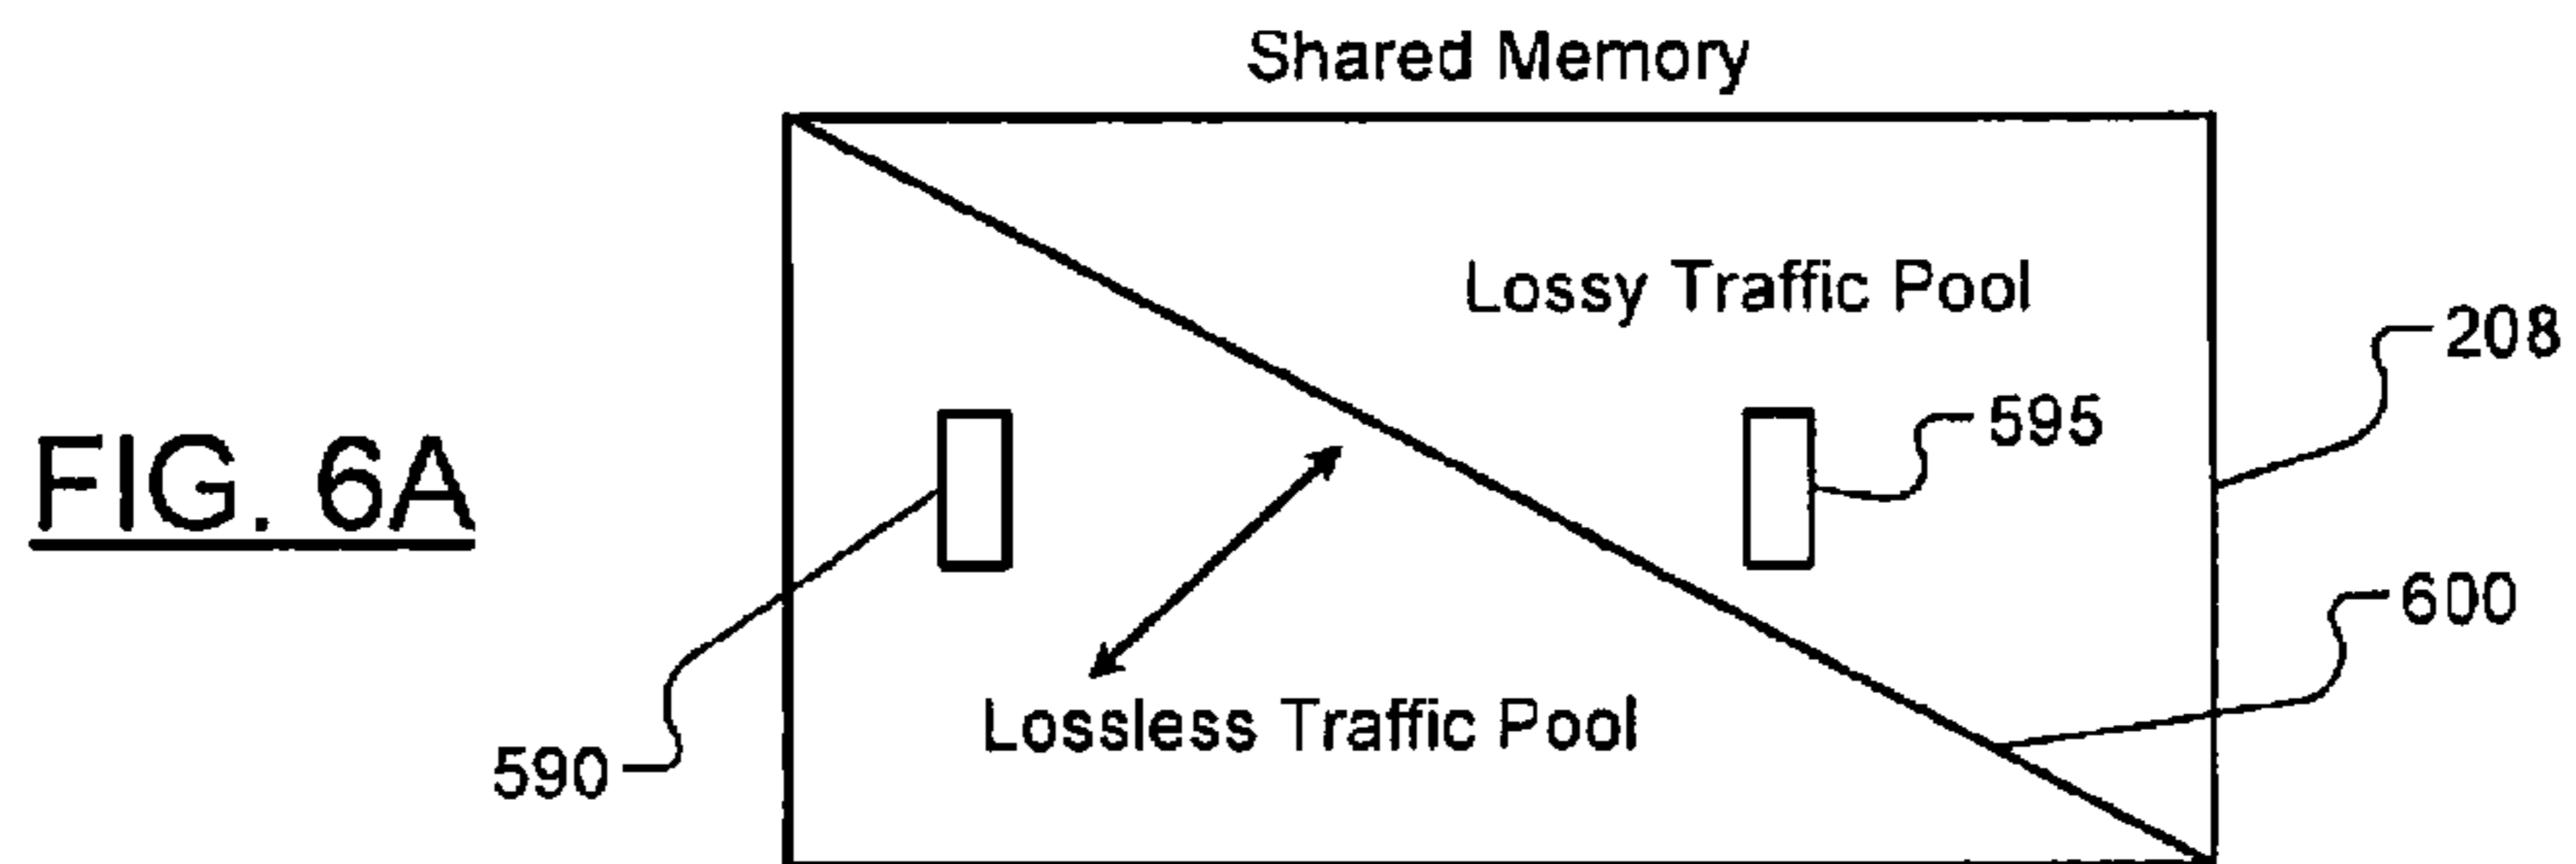 Shared Memory
Lossy Traffic Pool
208
595
FIG. 6A
600
Lossless Traffic Pool
590